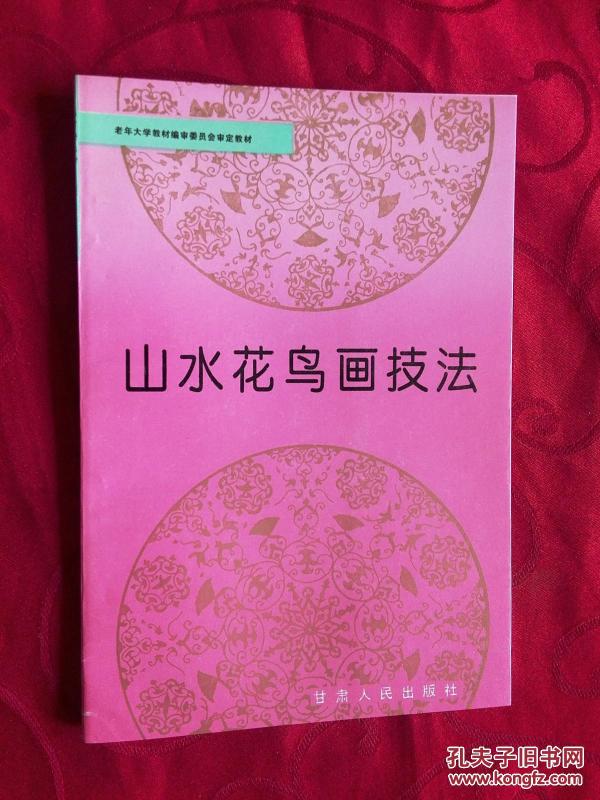 老年大学教材编审委员会审定教材
山水花鸟画技法
甘肃人民出版社
孔夫子旧书网
www.kongfz.com